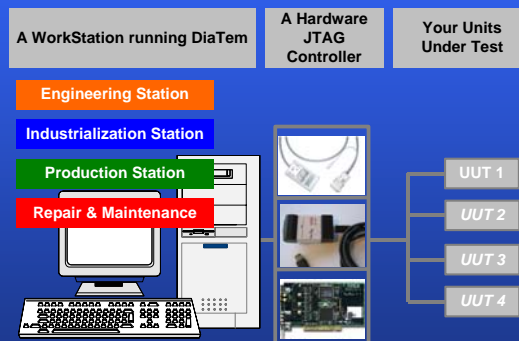 A WorkStation running DiaTem
A Hardware
JTAG
Controller
Your Units
Under Test
Engineering Station
Industrialization Station
Production Station
Repair & Maintenance
UUT 1
UUT 2
UUT 3
UUT 4